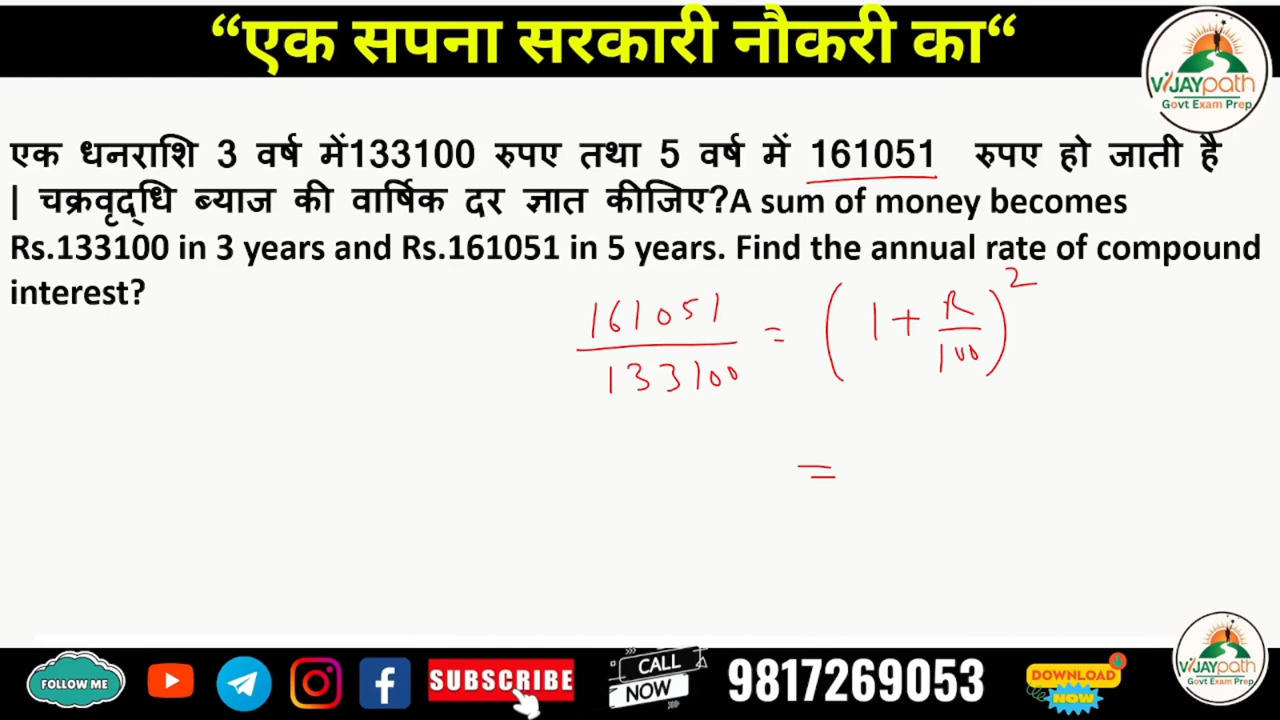 “एक सपना सरकारी नौकरी का“
VIJAYpath
Govt Exam Prep
एक धनराशि 3 वर्ष में133100 रुपए तथा 5 वर्ष में 161051 रुपए हो जाती है
| चक्रवृद्धि ब्याज की वार्षिक दर ज्ञात कीजिए?A sum of money becomes
Rs.133100 in 3 years and Rs.161051 in 5 years. Find the annual rate of compound
interest?
161051/133100 = (1 + R/100)^2
=
VIJAYpath
Govt Exam Prep
FOLLOW ME
SUBSCRIBE
CALL NOW
9817269053
DOWNLOAD
NOW